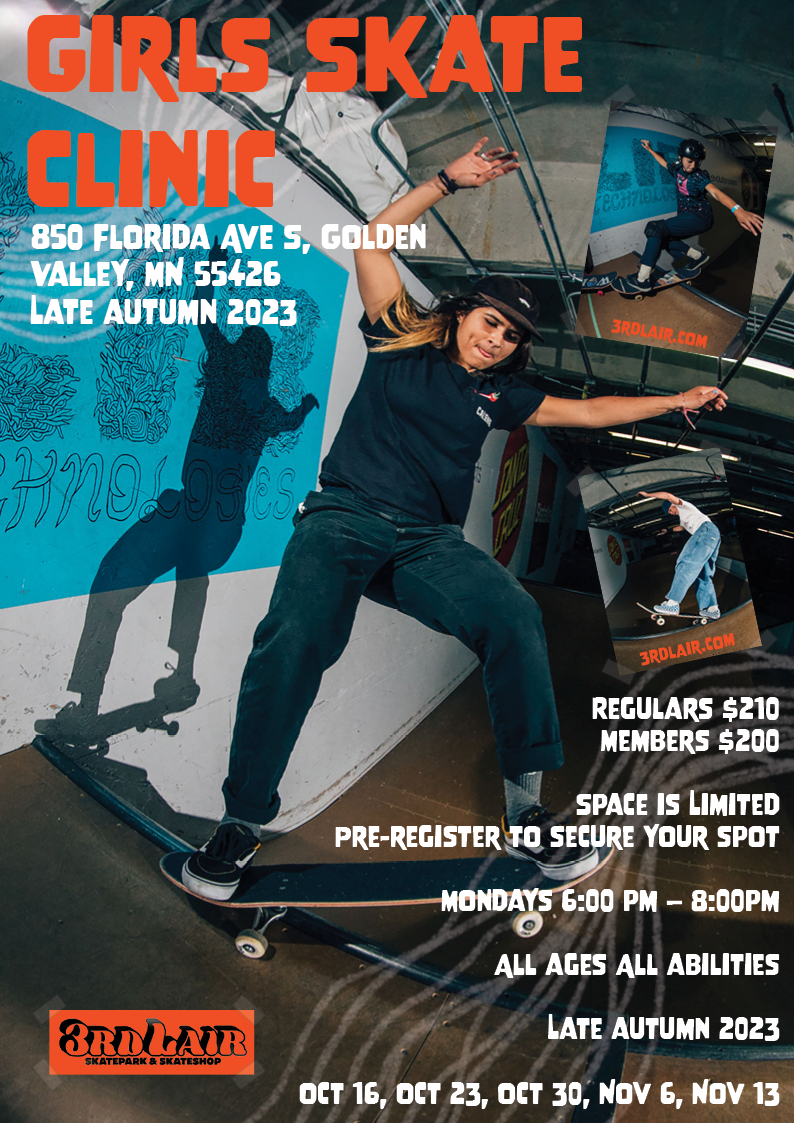 GIRLS SKATE
CLINIC
850 FLORIDA AVE S, GOLDEN
VALLEY, MN 55426
LATE AUTUMN 2023
3RDLAIR.COM
SANTA
CRUZ
CHNOLOGIES
3RDLAIR.COM
REGULARS $210
MEMBERS $200
SPACE IS LIMITED
PRE-REGISTER TO SECURE YOUR SPOT
MONDAYS 6:00 PM – 8:00PM
ALL AGES ALL ABILITIES
LATE AUTUMN 2023
3RD LAIR
SKATEPARK & SKATESHOP
OCT 16, OCT 23, OCT 30, NOV 6, NOV 13